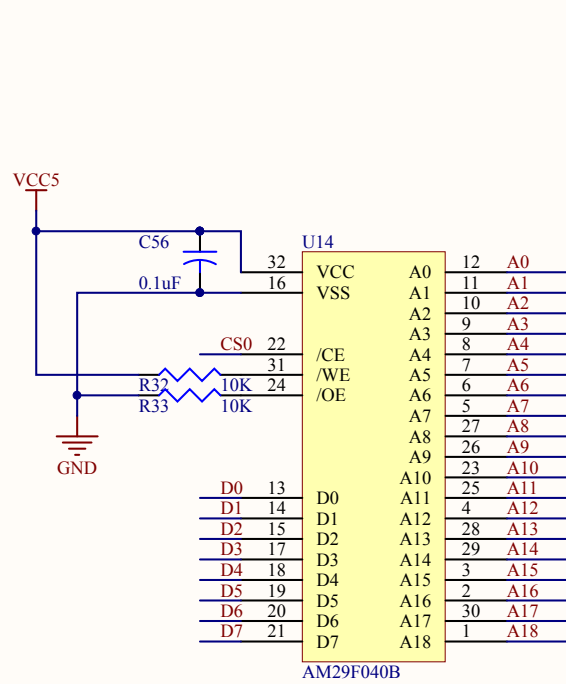 VCC5
C56
0.1uF
U14
32 VCC A0 12 A0
16 VSS A1 11 A1
A2 10 A2
A3 9 A3
CS0 22 /CE A4 8 A4
31 /WE A5 7 A5
R32 10K
24 /OE A6 6 A6
R33 10K
A7 5 A7
A8 27 A8
A9 26 A9
GND
A10 23 A10
D0 13 D0 A11 25 A11
D1 14 D1 A12 4 A12
D2 15 D2 A13 28 A13
D3 17 D3 A14 29 A14
D4 18 D4 A15 3 A15
D5 19 D5 A16 2 A16
D6 20 D6 A17 30 A17
D7 21 D7 A18 1 A18
AM29F040B